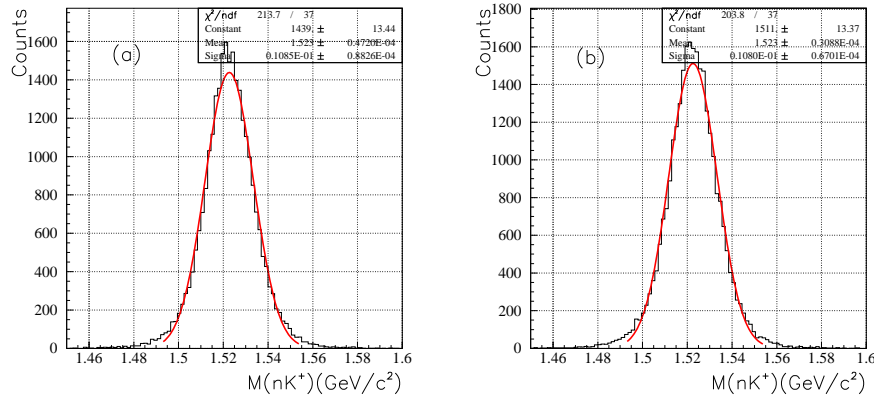 χ²/ndf 213.7 / 37
Constant 1439. ± 13.44
Mean 1.523 ± 0.4720E-04
Sigma 0.1085E-01 ± 0.8826E-04
(a)
Counts
1600
1400
1200
1000
800
600
400
200
0
1.46 1.48 1.5 1.52 1.54 1.56 1.58 1.6
M(nK⁺)(GeV/c²)
χ²/ndf 203.8 / 37
Constant 1511. ± 13.37
Mean 1.523 ± 0.3088E-04
Sigma 0.1080E-01 ± 0.6701E-04
(b)
Counts
1800
1600
1400
1200
1000
800
600
400
200
0
1.46 1.48 1.5 1.52 1.54 1.56 1.58 1.6
M(nK⁺)(GeV/c²)